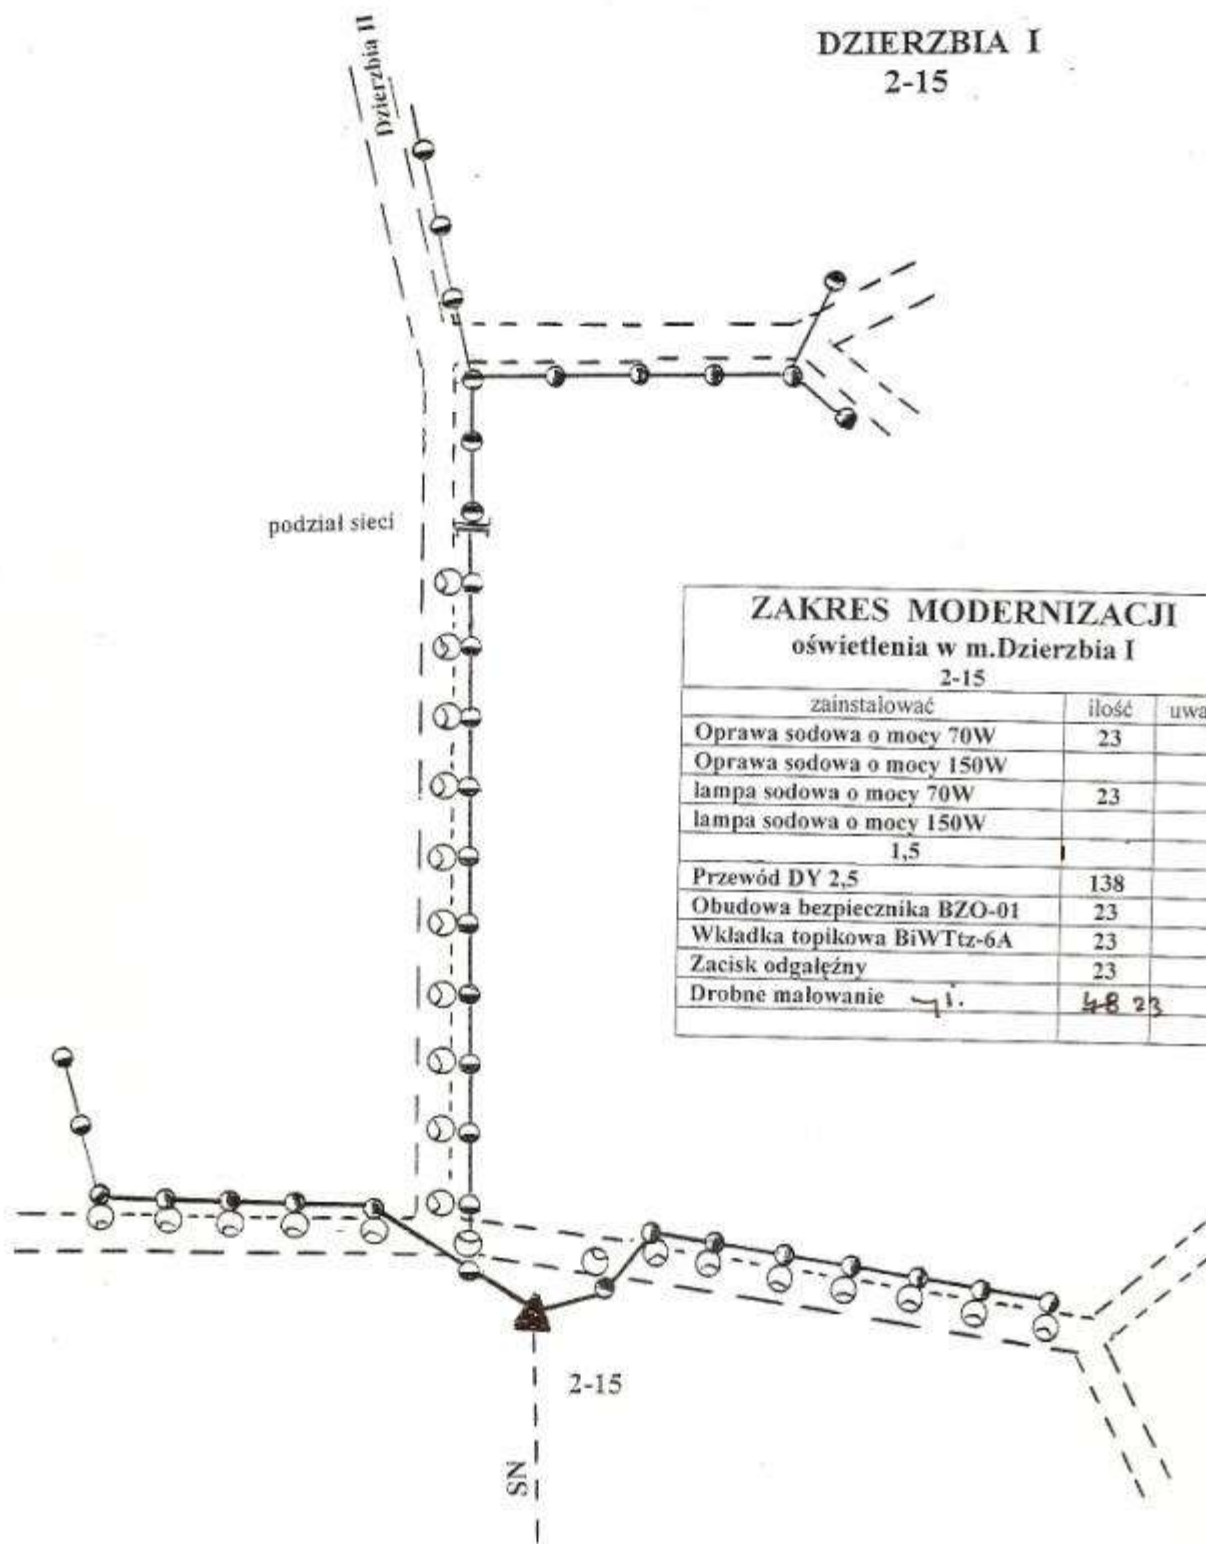 DZIERZBIA I
2-15
Dzierzbia II
podział sieci
ZAKRES MODERNIZACJI
oświetlenia w m.Dzierzbia I
2-15
zainstalować ilość uwa
Oprawa sodowa o mocy 70W 23
Oprawa sodowa o mocy 150W
lampa sodowa o mocy 70W 23
lampa sodowa o mocy 150W
1,5
Przewód DY 2,5 138
Obudowa bezpiecznika BZO-01 23
Wkładka topikowa BiWTtz-6A 23
Zacisk odgałęźny 23
Drobne malowanie 48 23
2-15
SN